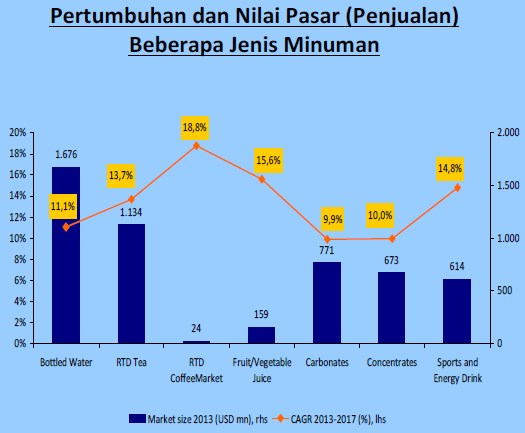 Pertumbuhan dan Nilai Pasar (Penjualan)
Beberapa Jenis Minuman
20% 18% 16% 14% 12% 10% 8% 6% 4% 2% 0%
2.000 1.500 1.000 500 0
1.676 1.134 24 159 771 673 614
11,1% 13,7% 18,8% 15,6% 9,9% 10,0% 14,8%
Bottled Water
RTD Tea
RTD
CoffeeMarket
Fruit/Vegetable
Juice
Carbonates
Concentrates
Sports and
Energy Drink
Market size 2013 (USD mn), rhs
CAGR 2013-2017 (%), lhs